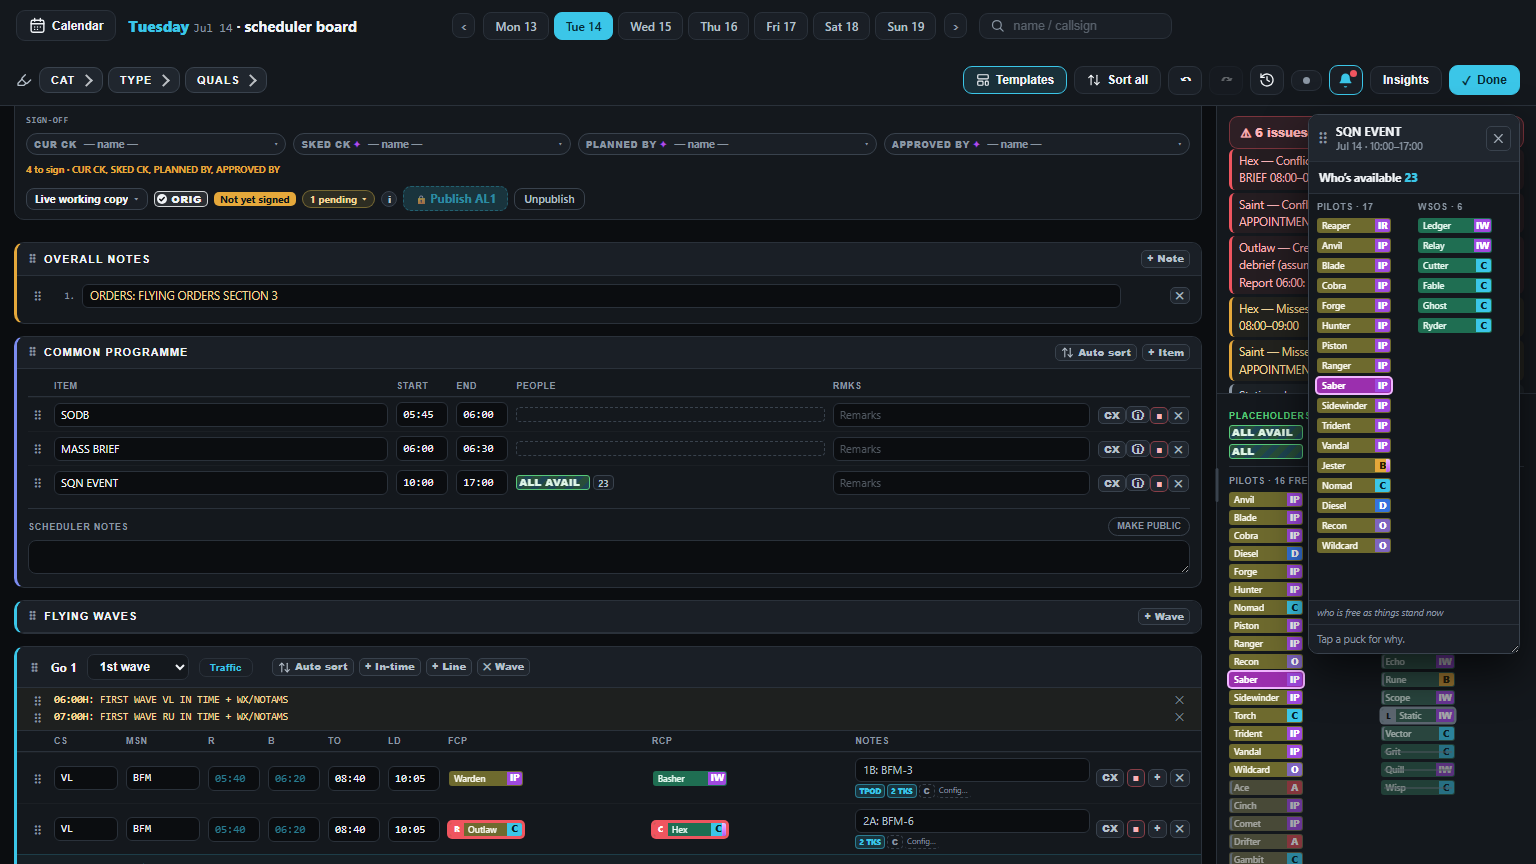 Calendar
Tuesday Jul 14 · scheduler board
‹ Mon 13 Tue 14 Wed 15 Thu 16 Fri 17 Sat 18 Sun 19 ›
name / callsign
CAT TYPE QUALS
Templates Sort all Insights ✓ Done
SIGN-OFF
CUR CK — name — SKED CK ✦ — name — PLANNED BY ✦ — name — APPROVED BY ✦ — name —
4 to sign · CUR CK, SKED CK, PLANNED BY, APPROVED BY
Live working copy ORIG Not yet signed 1 pending i Publish AL1 Unpublish
OVERALL NOTES + Note
1. ORDERS: FLYING ORDERS SECTION 3
COMMON PROGRAMME Auto sort + Item
ITEM START END PEOPLE RMKS
SODB 05:45 06:00 Remarks CX
MASS BRIEF 06:00 06:30 Remarks CX
SQN EVENT 10:00 17:00 ALL AVAIL 23 Remarks CX
SCHEDULER NOTES MAKE PUBLIC
FLYING WAVES + Wave
Go 1 1st wave Traffic Auto sort + In-time + Line X Wave
06:00H: FIRST WAVE VL IN TIME + WX/NOTAMS
07:00H: FIRST WAVE RU IN TIME + WX/NOTAMS
CS MSN R B TO LD FCP RCP NOTES
VL BFM 05:40 06:20 08:40 10:05 Warden IP Basher IW 1B: BFM-3 CX
TPOD 2 TKS C Config...
VL BFM 05:40 06:20 08:40 10:05 R Outlaw C C Hex C 2A: BFM-6 CX
2 TKS C Config...
⚠ 6 issues
Hex — Conflic
BRIEF 08:00–0
Saint — Confl
APPOINTMEN
Outlaw — Cre
debrief (assum
Report 06:00:
Hex — Misses
08:00–09:00
Saint — Misse
APPOINTMEN
PLACEHOLDERS
ALL AVAIL
ALL
PILOTS · 16 FRE
Anvil IP
Blade IP
Cobra IP
Diesel D
Forge IP
Hunter IP
Nomad C
Piston IP
Ranger IP
Recon O
Saber IP
Sidewinder IP
Torch C
Trident IP
Vandal IP
Wildcard O
Ace A
Cinch IP
Comet IP
Drifter A
Gambit C
Echo IW
Rune B
Scope IW
L Static IW
Vector C
Grit C
Quill IW
Wisp C
SQN EVENT
Jul 14 · 10:00–17:00
Who's available 23
PILOTS · 17 WSOS · 6
Reaper IR Ledger IW
Anvil IP Relay IW
Blade IP Cutter C
Cobra IP Fable C
Forge IP Ghost C
Hunter IP Ryder C
Piston IP
Ranger IP
Saber IP
Sidewinder IP
Trident IP
Vandal IP
Jester B
Nomad C
Diesel D
Recon O
Wildcard O
who is free as things stand now
Tap a puck for why.